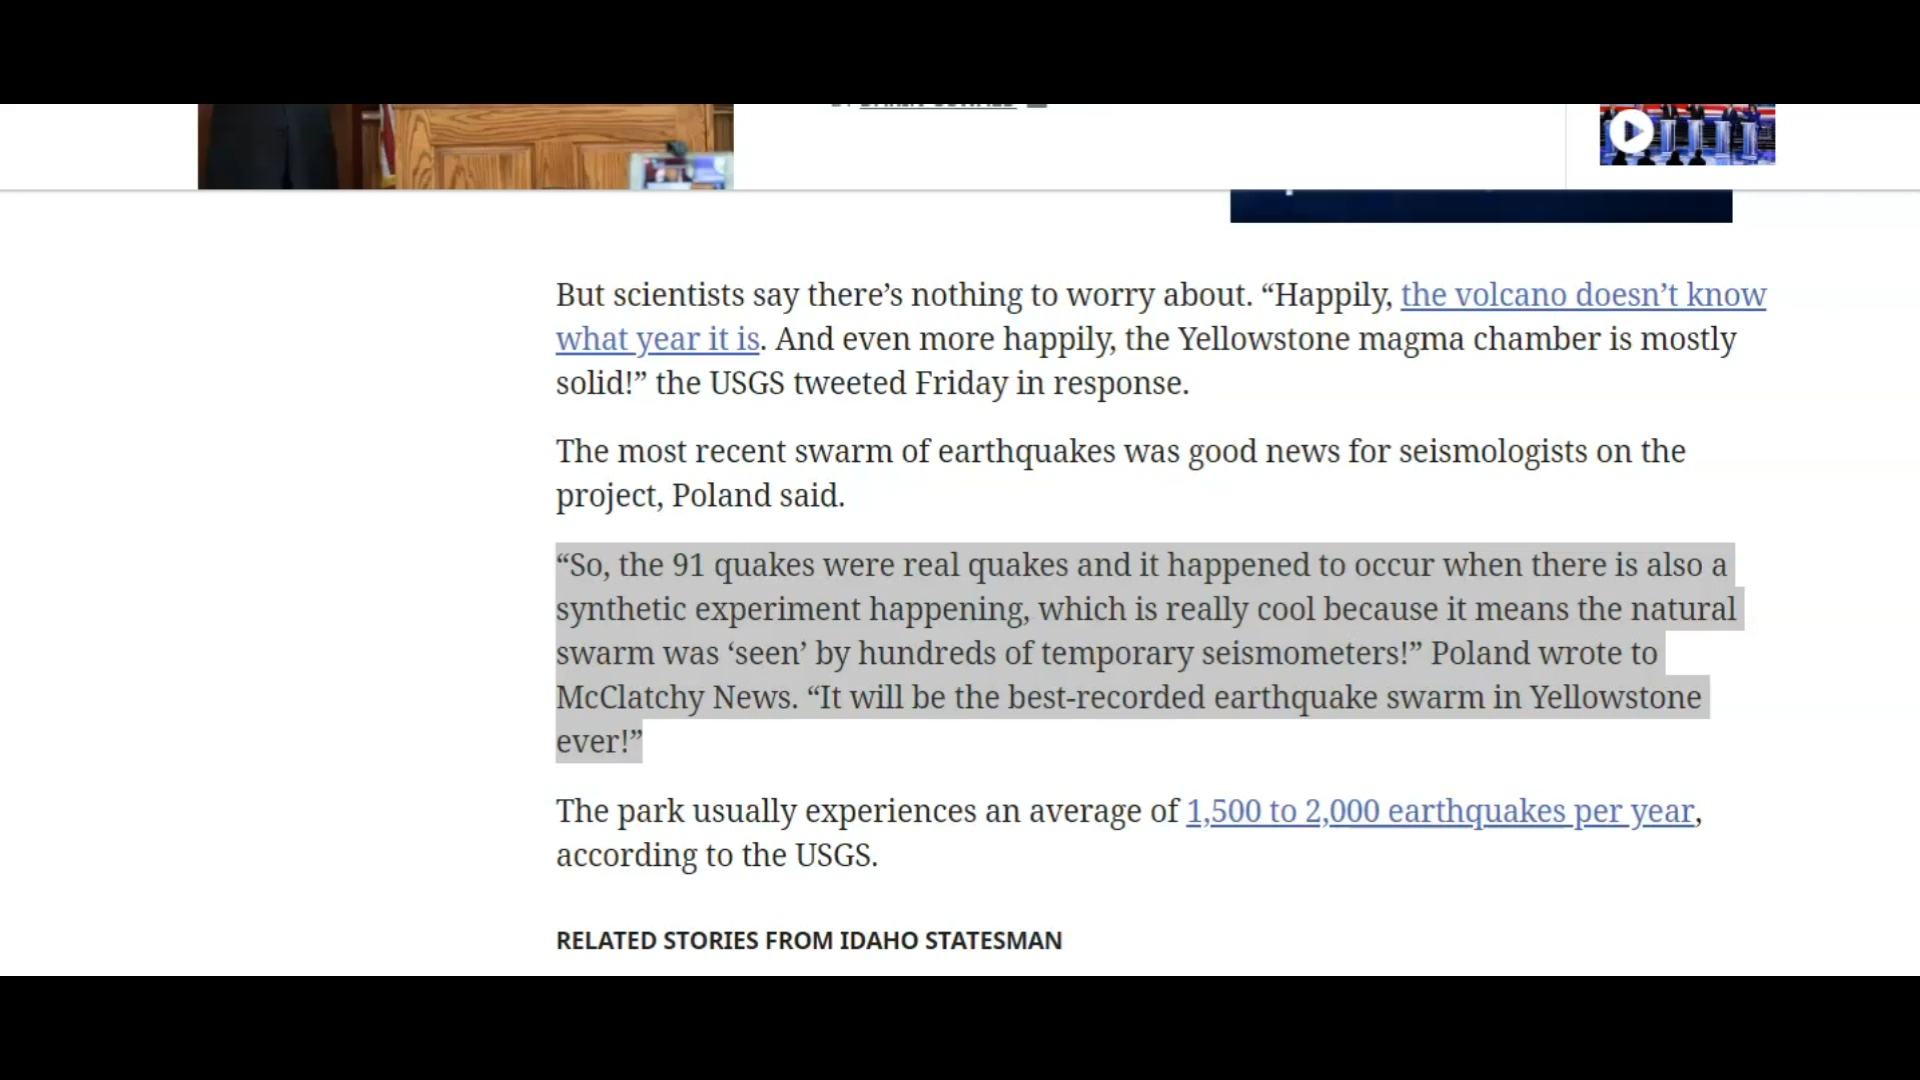 But scientists say there’s nothing to worry about. “Happily, the volcano doesn’t know
what year it is. And even more happily, the Yellowstone magma chamber is mostly
solid!” the USGS tweeted Friday in response.
The most recent swarm of earthquakes was good news for seismologists on the
project, Poland said.
“So, the 91 quakes were real quakes and it happened to occur when there is also a
synthetic experiment happening, which is really cool because it means the natural
swarm was ‘seen’ by hundreds of temporary seismometers!” Poland wrote to
McClatchy News. “It will be the best-recorded earthquake swarm in Yellowstone
ever!”
The park usually experiences an average of 1,500 to 2,000 earthquakes per year,
according to the USGS.
RELATED STORIES FROM IDAHO STATESMAN